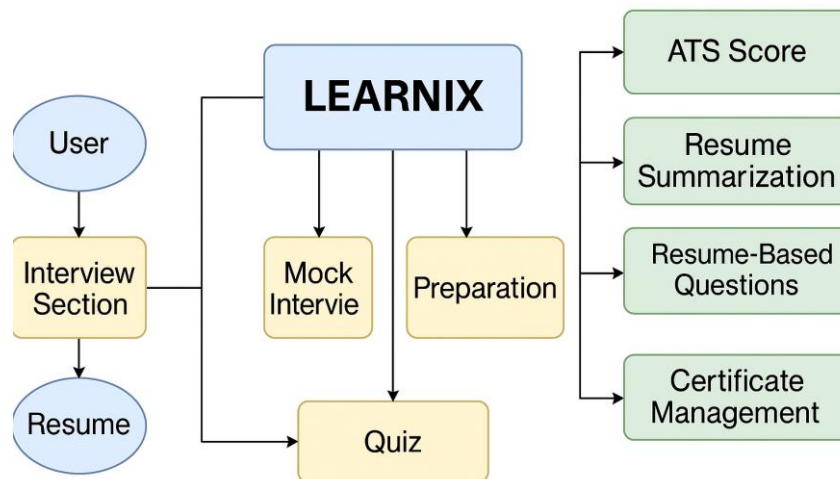 LEARNIX
User
Interview
Section
Resume
Mock
Intervie
Preparation
Quiz
ATS Score
Resume
Summarization
Resume-Based
Questions
Certificate
Management